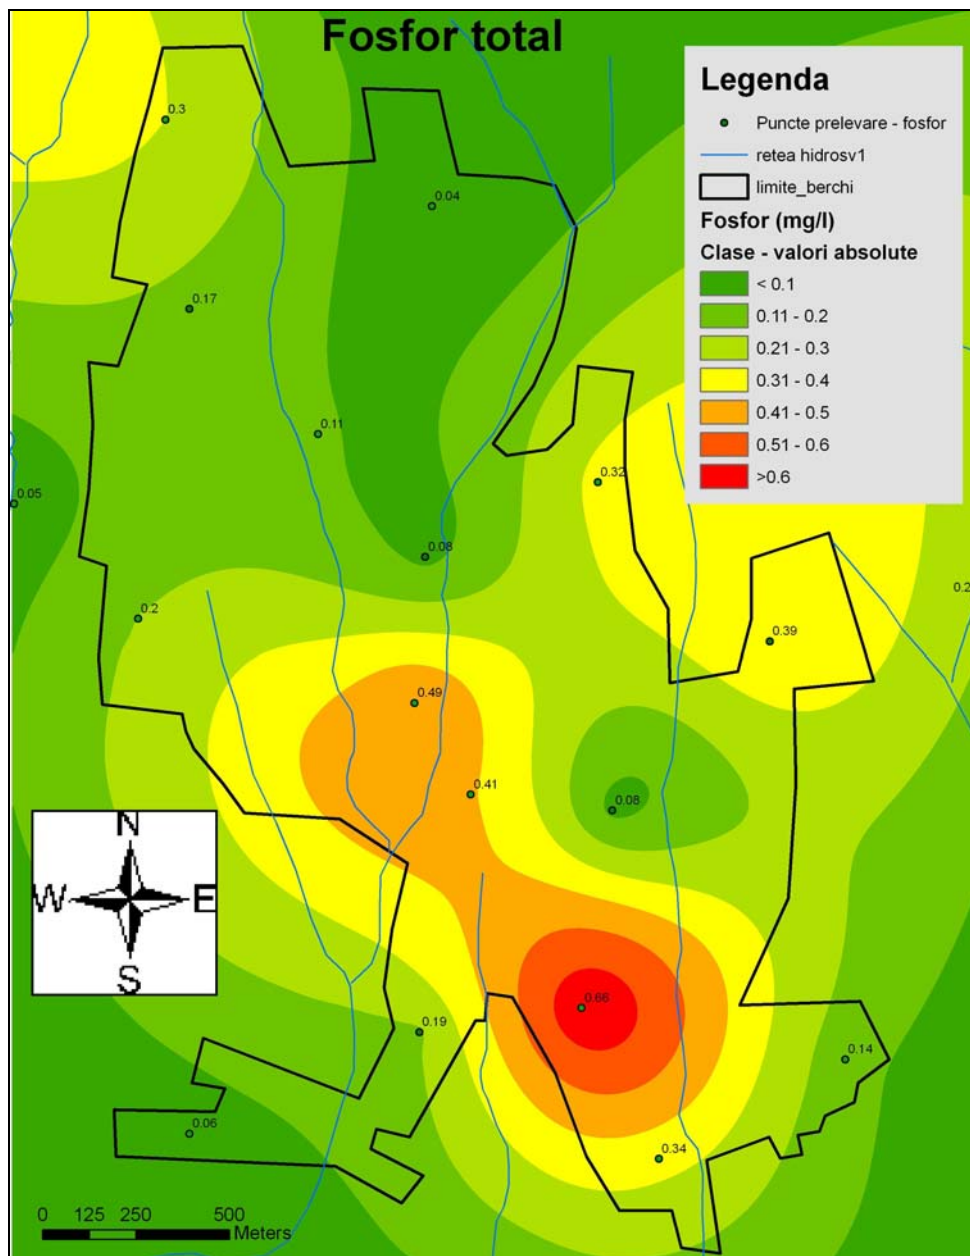 Fosfor total
Legenda
Puncte prelevare - fosfor
retea hidrosv1
limite_berchi
Fosfor (mg/l)
Clase - valori absolute
< 0.1
0.11 - 0.2
0.21 - 0.3
0.31 - 0.4
0.41 - 0.5
0.51 - 0.6
>0.6
0.3
0.04
0.17
0.11
0.32
0.05
0.08
0.2
0.2
0.39
0.49
0.41
0.08
N
W E
S
0.66
0.19
0.14
0.06
0.34
0 125 250 500
Meters